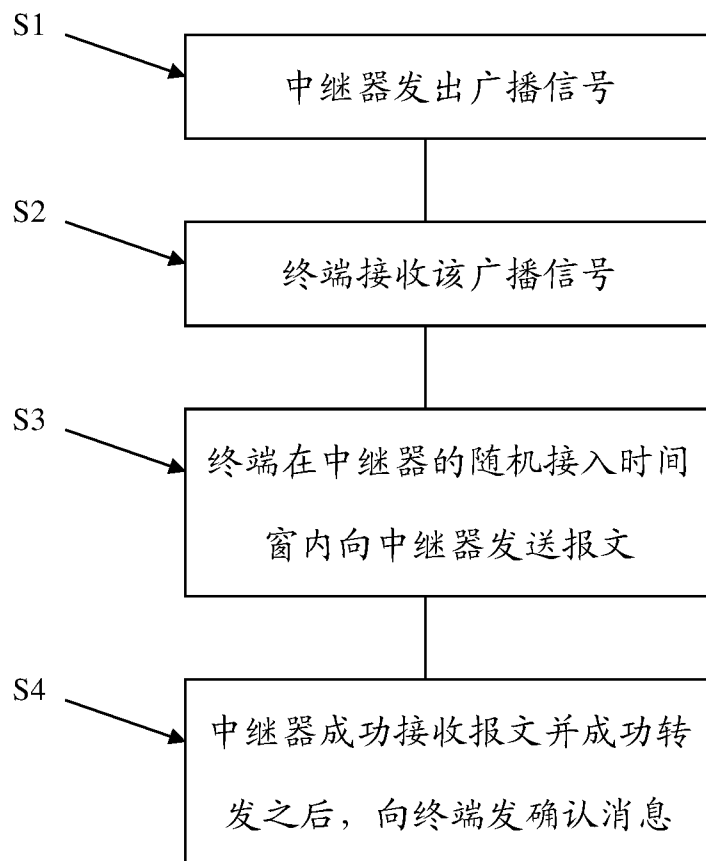 S1
中继器发出广播信号
S2
终端接收该广播信号
S3
终端在中继器的随机接入时间
窗内向中继器发送报文
S4
中继器成功接收报文并成功转
发之后，向终端发确认消息